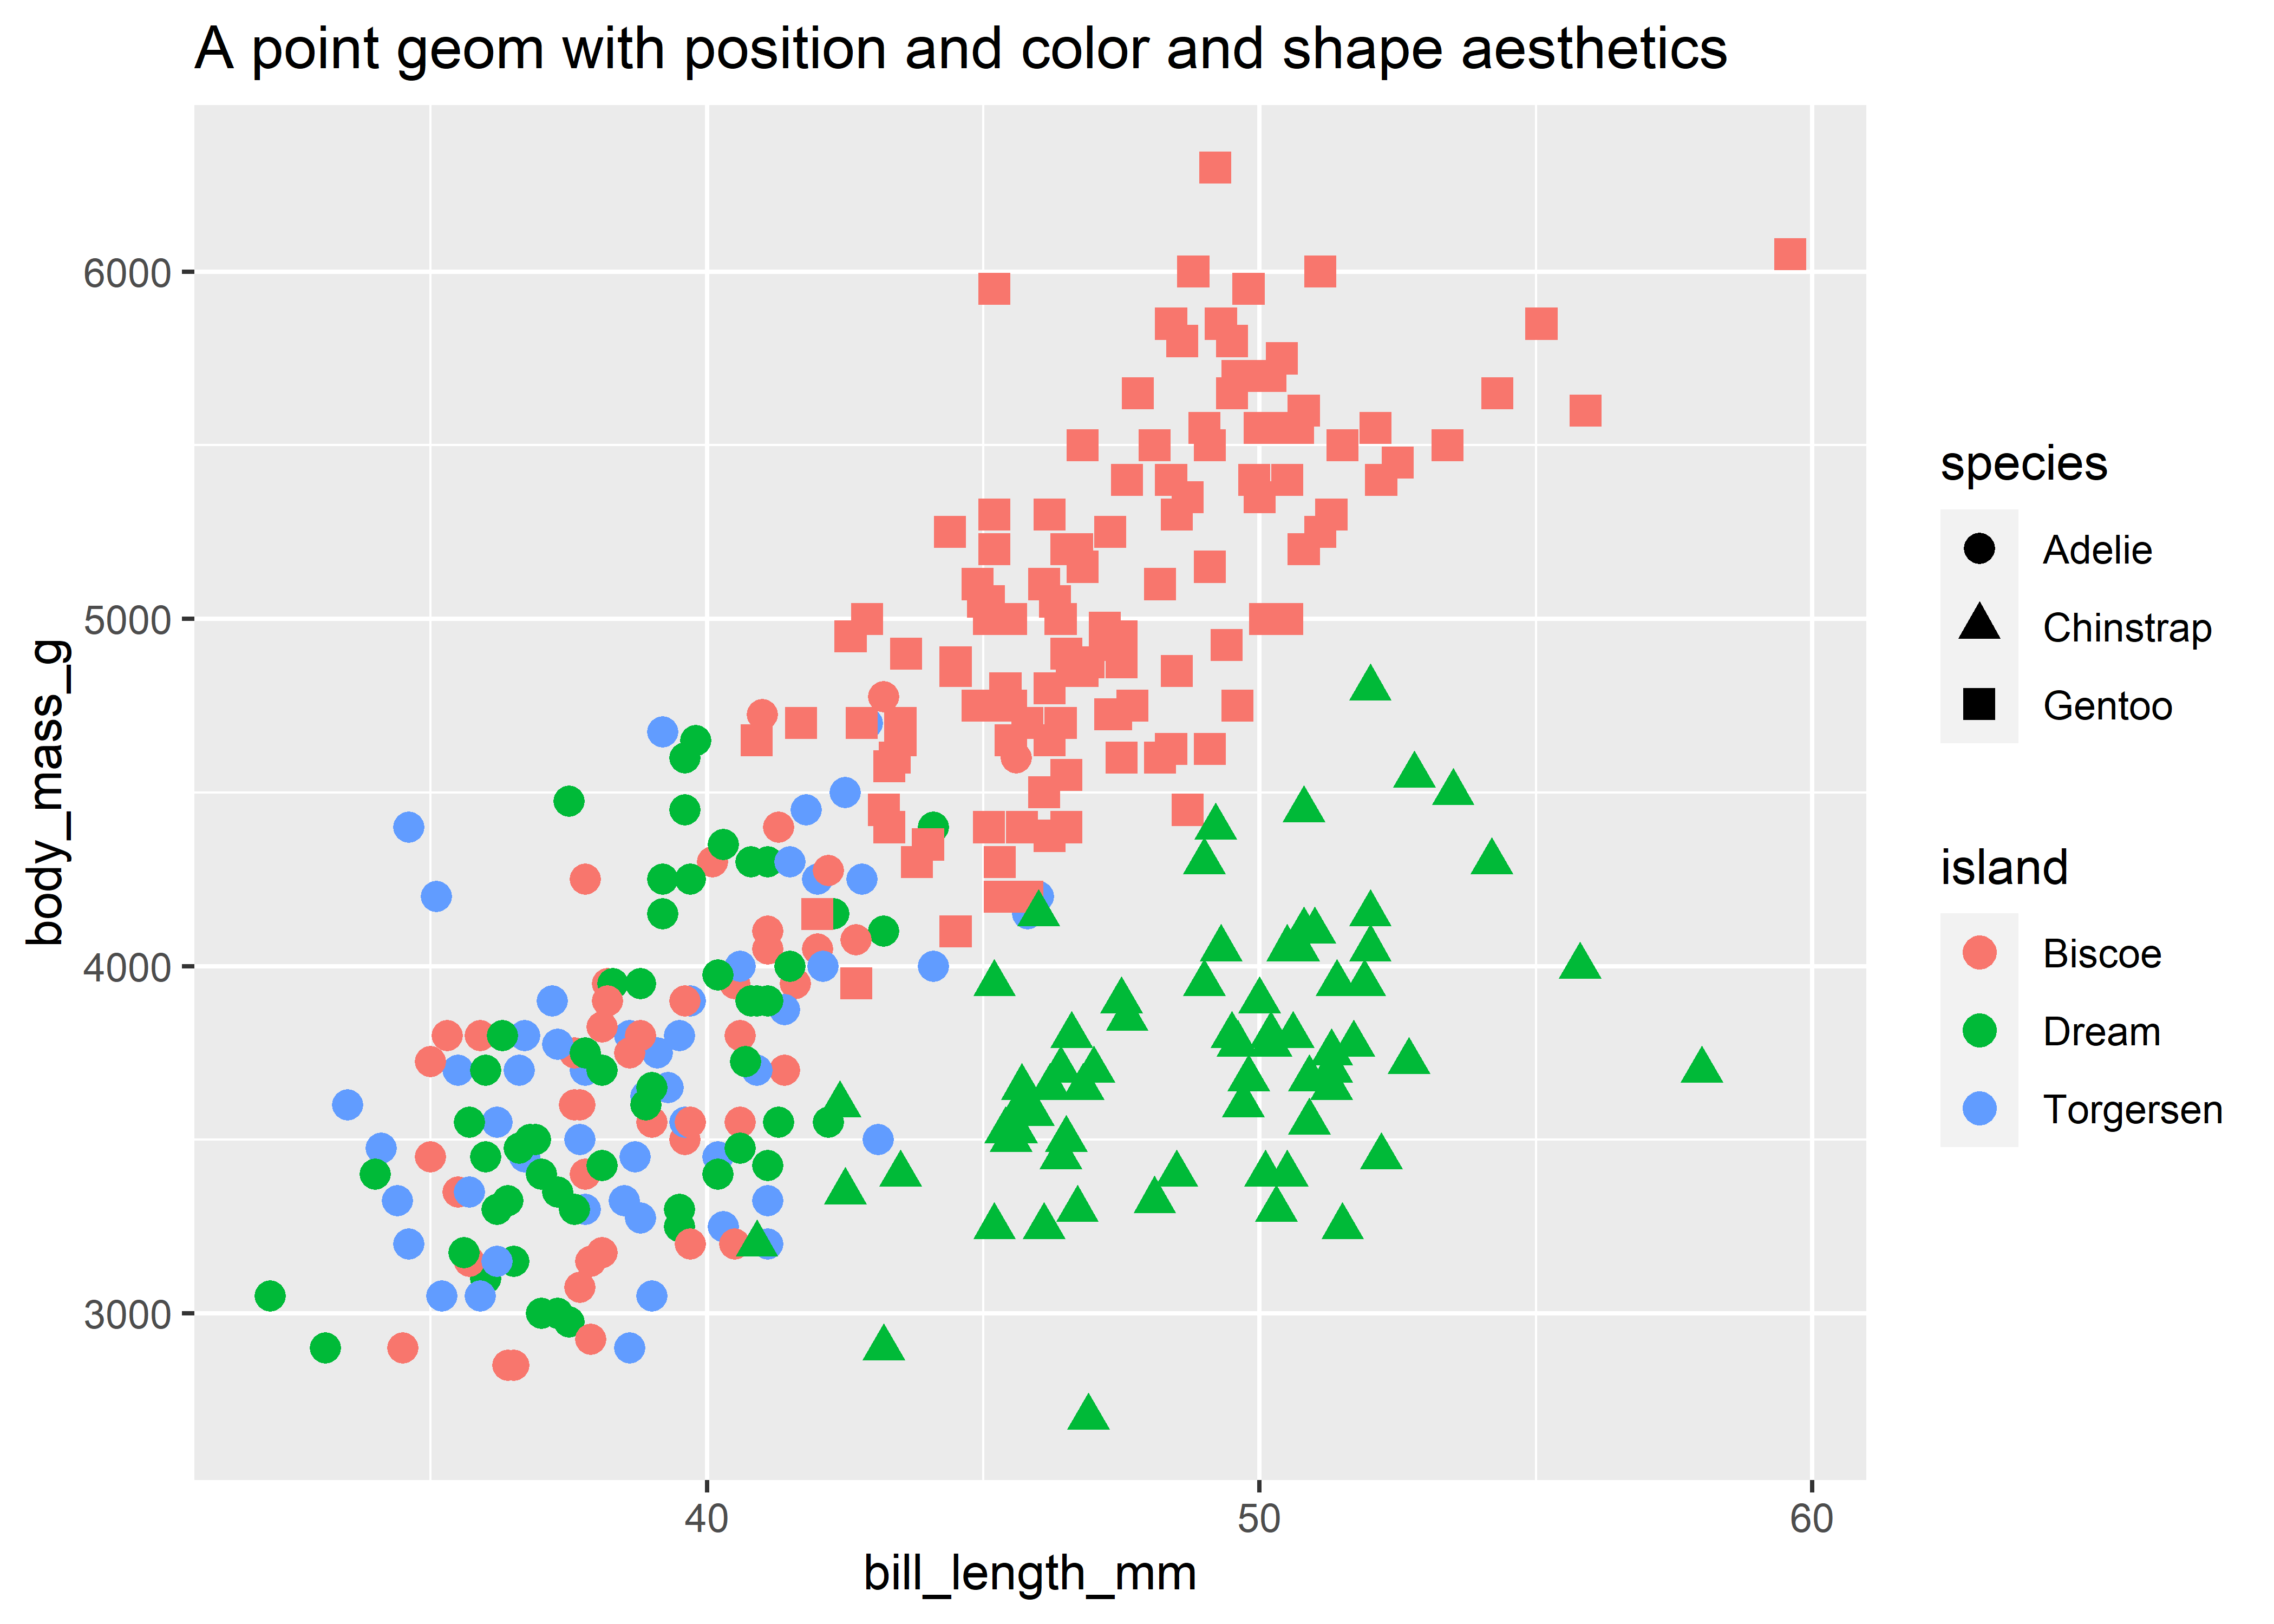 A point geom with position and color and shape aesthetics
6000
5000
4000
3000
body_mass_g
40
50
60
bill_length_mm
species
Adelie
Chinstrap
Gentoo
island
Biscoe
Dream
Torgersen